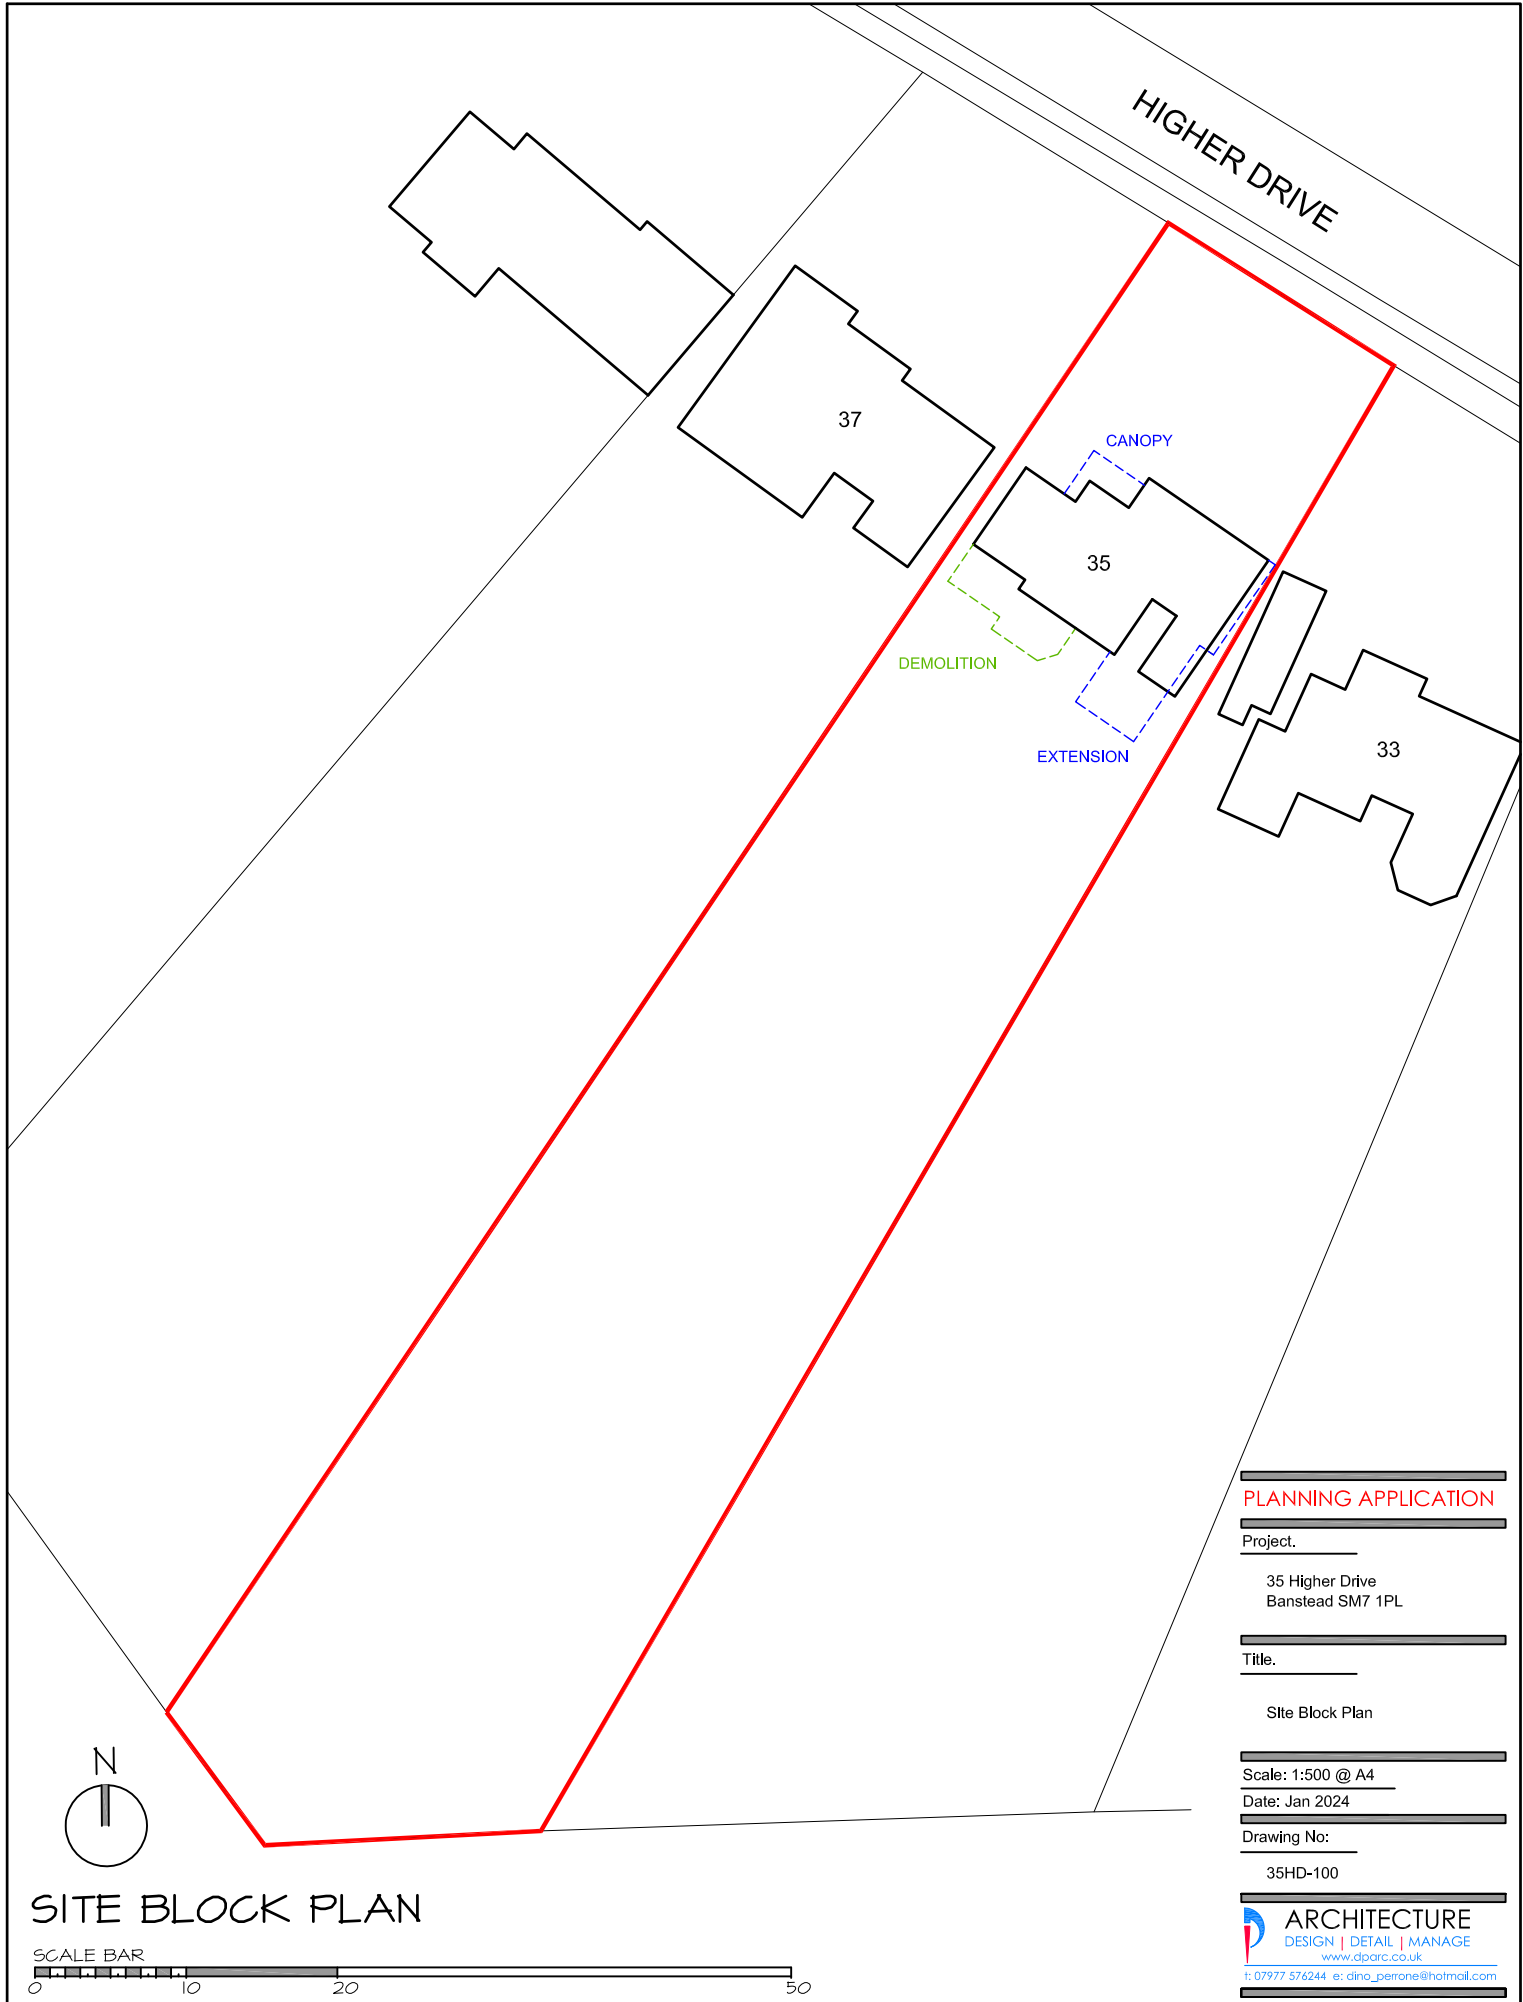 HIGHER DRIVE
37
CANOPY
35
DEMOLITION
EXTENSION
33
PLANNING APPLICATION
Project.
35 Higher Drive
Banstead SM7 1PL
Title.
SIte Block Plan
Scale: 1:500 @ A4
Date: Jan 2024
Drawing No:
35HD-100
ARCHITECTURE
DESIGN | DETAIL | MANAGE
www.dparc.co.uk
t: 07977 576244 e: dino_perrone@hotmail.com
N
SITE BLOCK PLAN
SCALE BAR
0 10 20 50